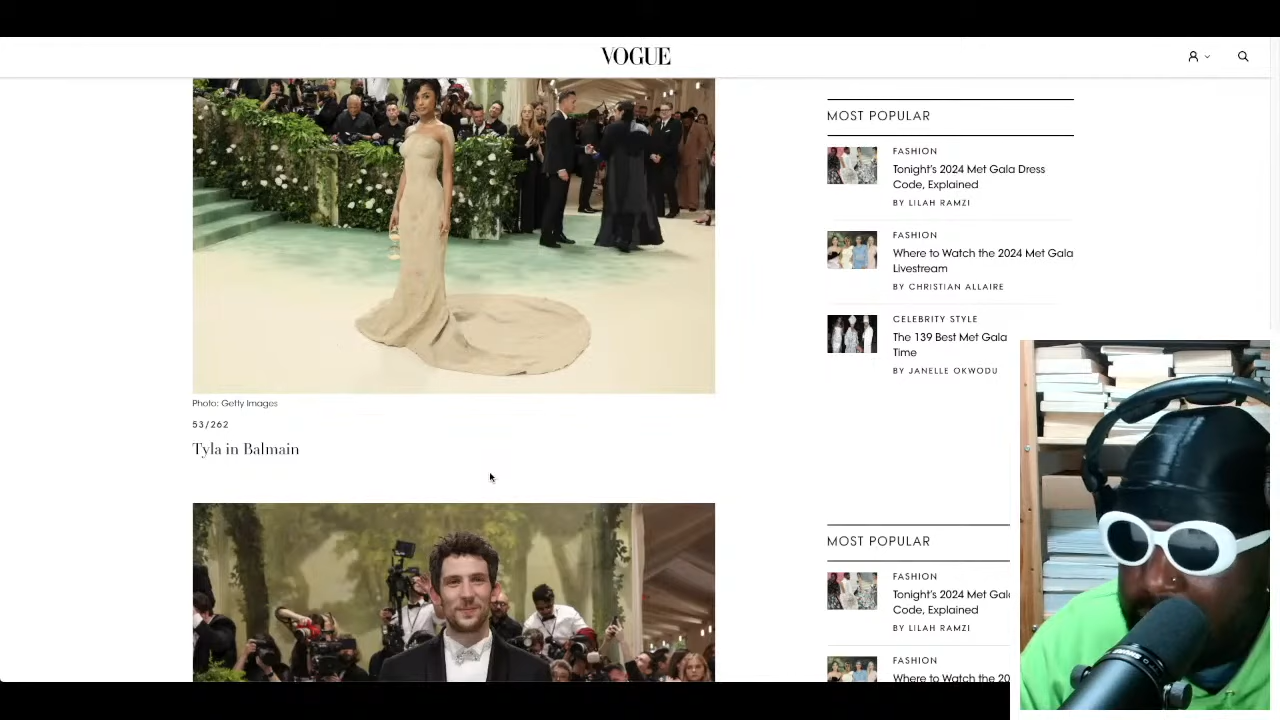 VOGUE
MOST POPULAR
FASHION
Tonight's 2024 Met Gala Dress
Code, Explained
BY LILAH RAMZI
FASHION
Where to Watch the 2024 Met Gala
Livestream
BY CHRISTIAN ALLAIRE
CELEBRITY STYLE
The 139 Best Met Gala
Time
BY JANELLE OKWODU
Photo: Getty Images
53/262
Tyla in Balmain
MOST POPULAR
FASHION
Tonight's 2024 Met Gal
Code, Explained
BY LILAH RAMZI
FASHION
Where to Watch the 20